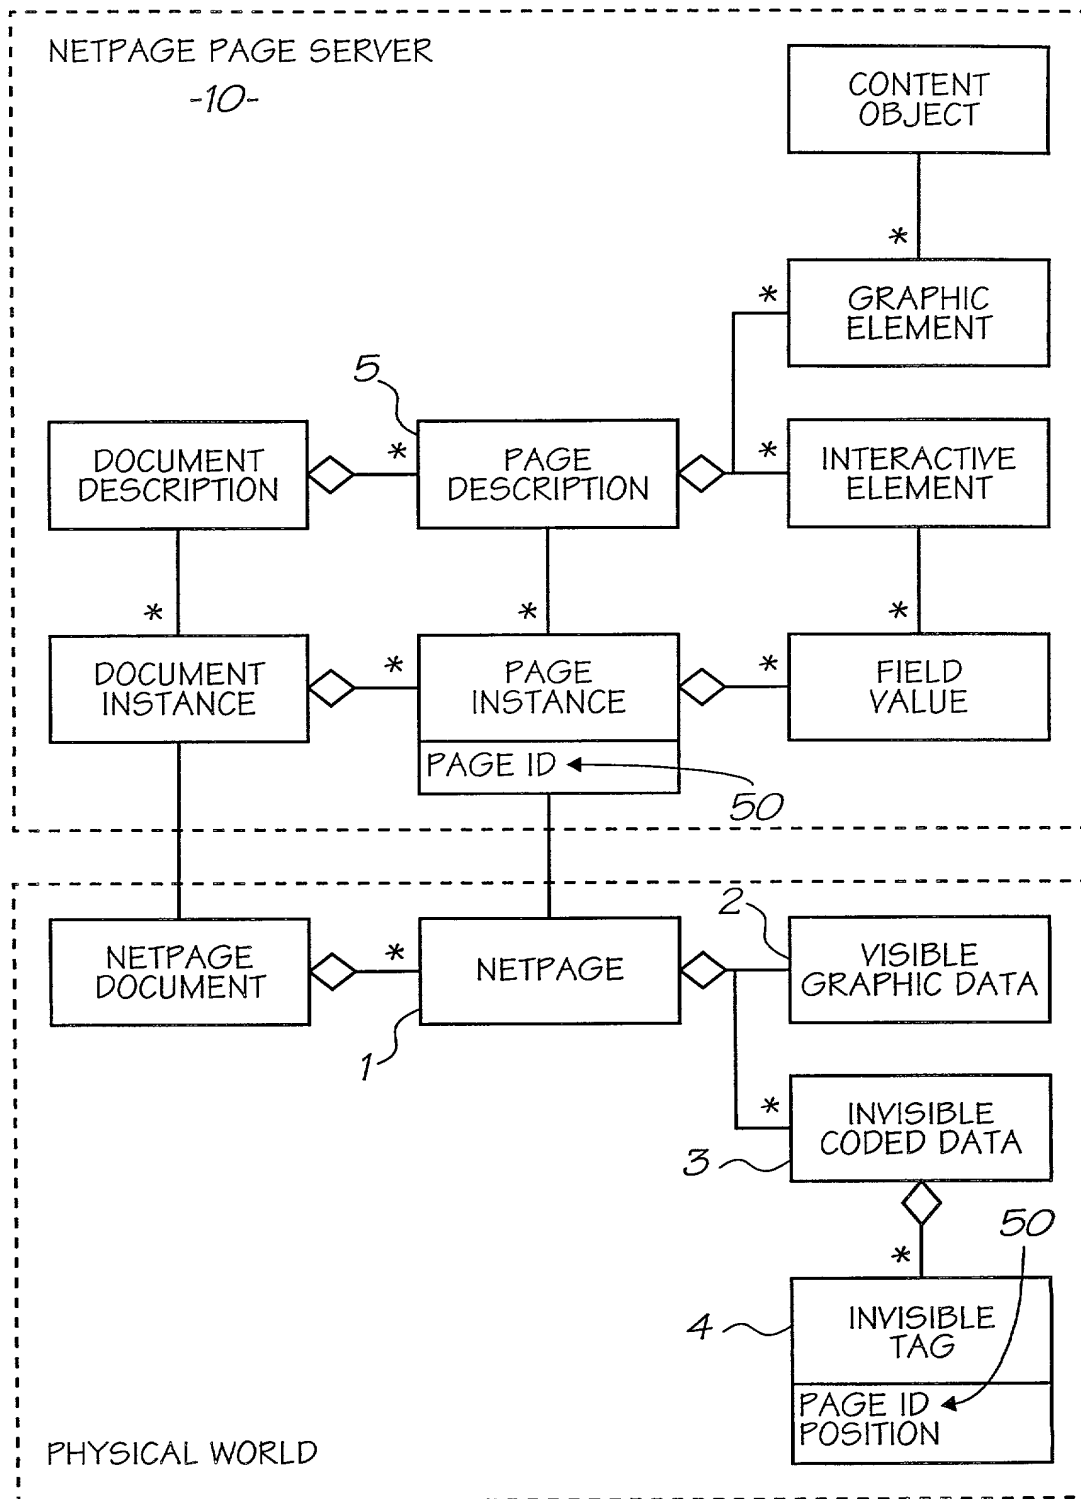 NETPAGE PAGE SERVER
-10-
CONTENT
OBJECT
*
*
GRAPHIC
ELEMENT
5
DOCUMENT
DESCRIPTION
*
PAGE
DESCRIPTION
*
INTERACTIVE
ELEMENT
*
*
*
DOCUMENT
INSTANCE
*
PAGE
INSTANCE
*
FIELD
VALUE
PAGE ID
50
2
NETPAGE
DOCUMENT
*
NETPAGE
VISIBLE
GRAPHIC DATA
1
*
INVISIBLE
CODED DATA
3
50
*
4
INVISIBLE
TAG
PAGE ID
POSITION
PHYSICAL WORLD